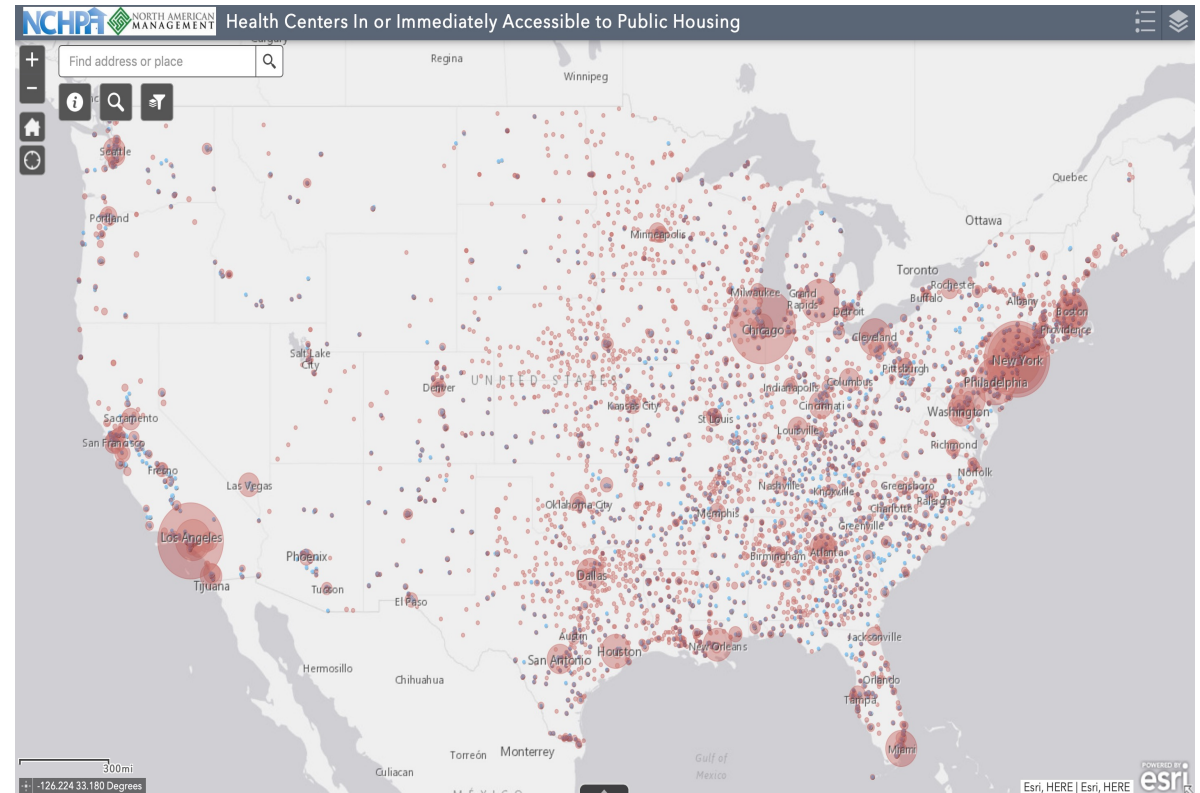 NCHPH NORTH AMERICAN
MANAGEMENT
Health Centers In or Immediately Accessible to Public Housing
Find address or place
Calgary
Regina
Winnipeg
Seattle
Quebec
Portland
Ottawa
Minneapolis
Toronto
Rochester
Buffalo
Milwaukee
Grand
Rapids
Albany
Detroit
Boston
Chicago
Providence
Cleveland
Salt Lake
City
New York
Pittsburgh
UNITED STATES
Denver
Indianapolis
Columbus
Philadelphia
Kansas City
Cincinnati
Washington
Sacramento
St Louis
Louisville
San Francisco
Richmond
Fresno
Norfolk
Las Vegas
Nashville
Knoxville
Greensboro
Raleigh
Oklahoma City
Charlotte
Memphis
Greenville
Los Angeles
Phoenix
Birmingham
Atlanta
Dallas
Tijuana
Tucson
El Paso
Jacksonville
Austin
New Orleans
Houston
San Antonio
Hermosillo
Chihuahua
Orlando
Tampa
Miami
Torreón
Monterrey
Gulf of
Mexico
300mi
Culiacan
-126.224 33.180 Degrees
MÉXICO
Esri, HERE | Esri, HERE
POWERED BY
esri